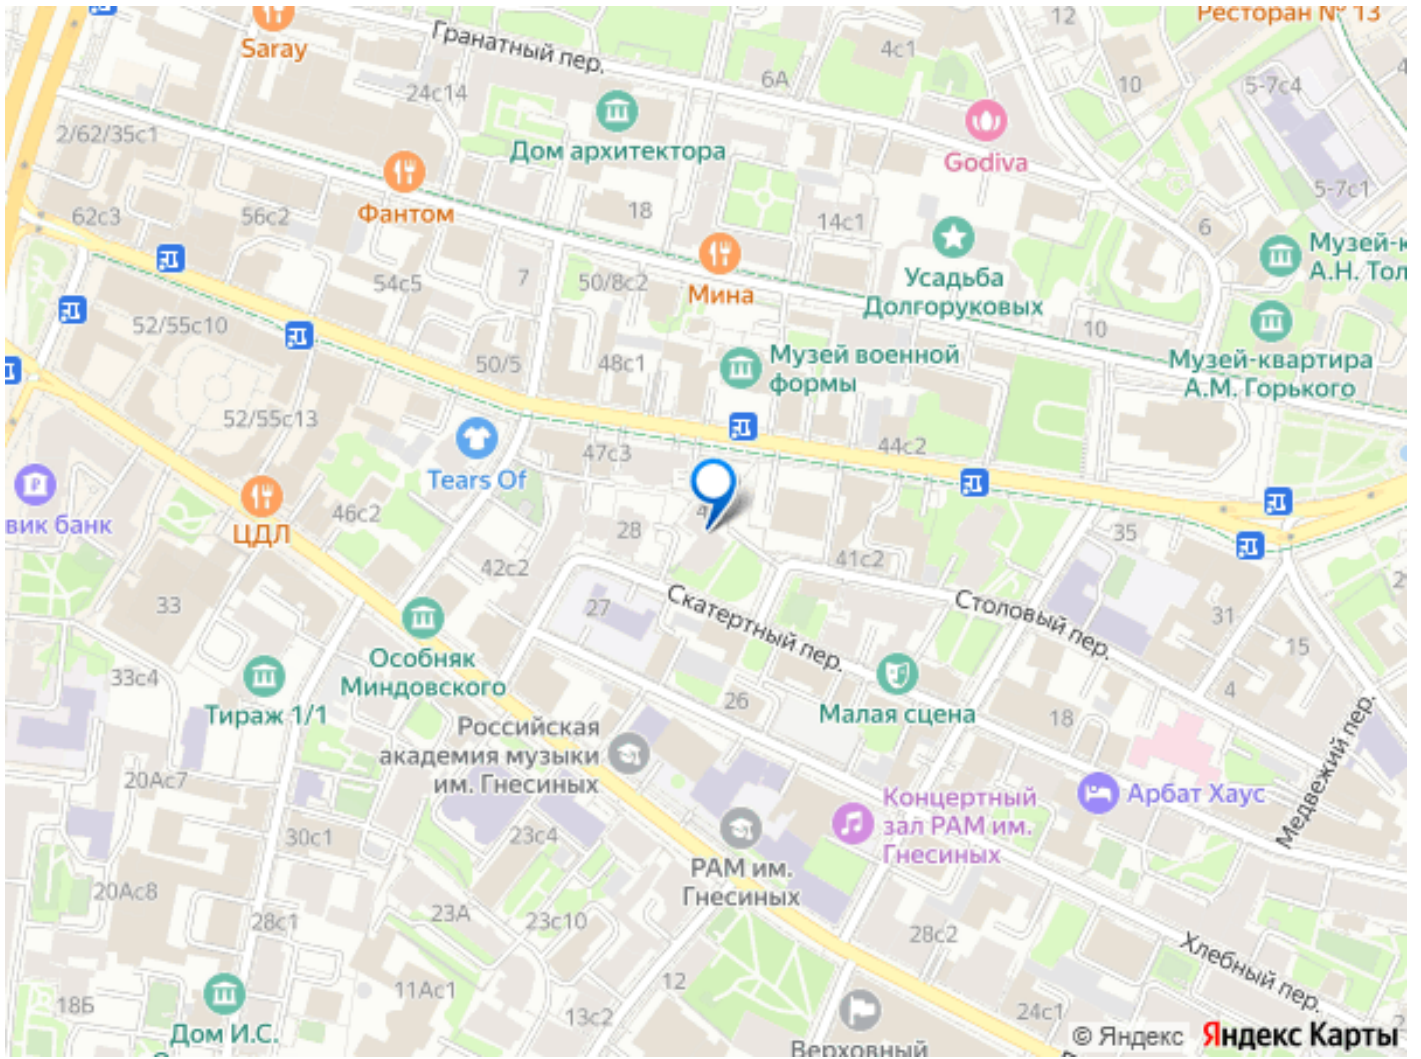 Ресторан № 13
12
Saray
Гранатный пер.
4с1
6А
10
5-7с4
24с14
2/62/35с1
Дом архитектора
Godiva
Фантом
5-7с1
62с3
56с2
18
14с1
6
Музей-к
А.Н. Тол
54с5
7
50/8с2
Мина
Усадьба
Долгоруковых
52/55с10
10
50/5
48с1
Музей военной
формы
Музей-квартира
А.М. Горького
52/55с13
47с3
44с2
Tears Of
вик банк
ЦДЛ
46с2
28
35
42с2
41с2
33
27
Скатертный пер.
Столовый пер.
31
15
33с4
Особняк
Миндовского
26
4
Тираж 1/1
Малая сцена
18
Российская
академия музыки
им. Гнесиных
Медвежий пер.
20Ас7
Арбат Хаус
Концертный
зал РАМ им.
Гнесиных
30с1
23с4
РАМ им.
Гнесиных
20Ас8
23А
23с10
28с1
28с2
Хлебный пер.
12
11Ас1
18Б
13с2
24с1
Дом И.С.
Верховный
© Яндекс Яндекс Карты